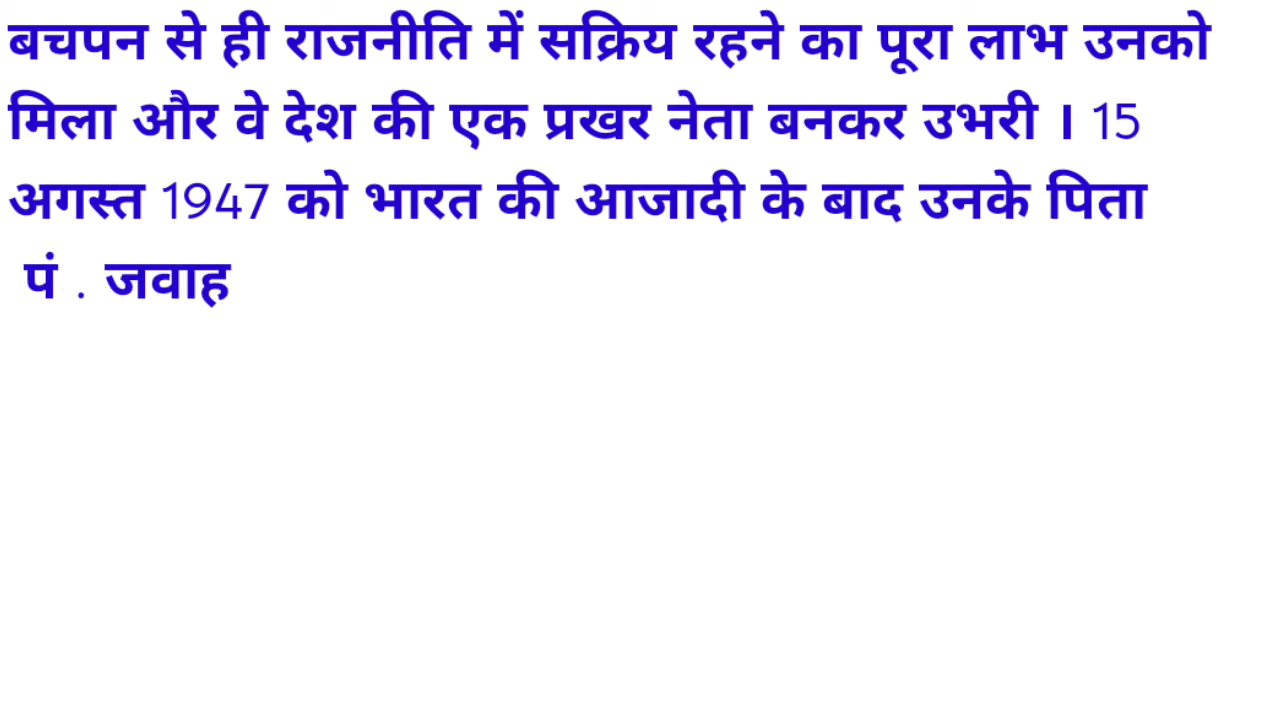 बचपन से ही राजनीति में सक्रिय रहने का पूरा लाभ उनको
मिला और वे देश की एक प्रखर नेता बनकर उभरी । 15
अगस्त 1947 को भारत की आजादी के बाद उनके पिता
पं . जवाह